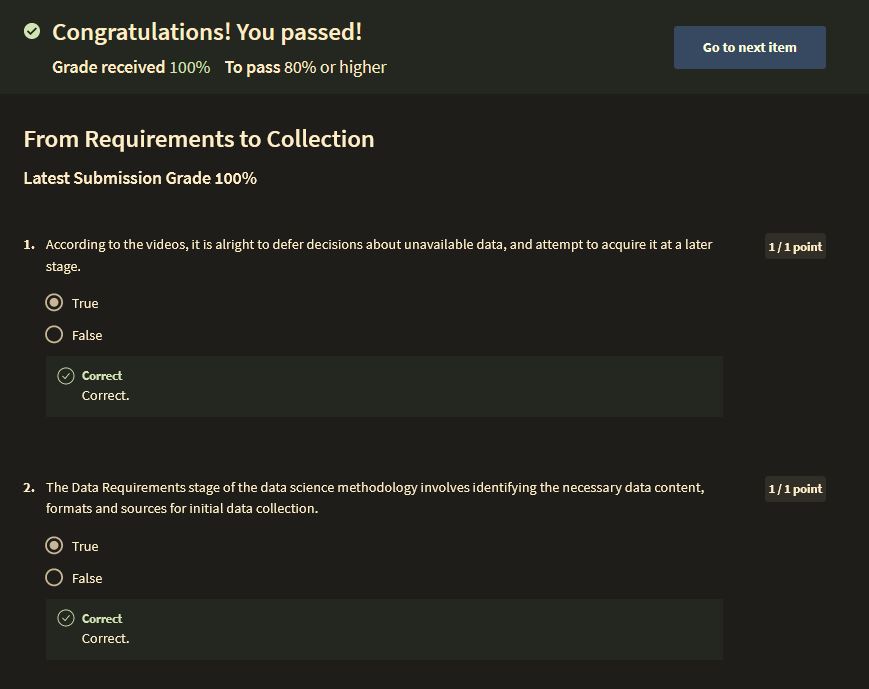 Congratulations! You passed!
Grade received 100% To pass 80% or higher
Go to next item
From Requirements to Collection
Latest Submission Grade 100%
1. According to the videos, it is alright to defer decisions about unavailable data, and attempt to acquire it at a later
stage.
1 / 1 point
True
False
Correct
Correct.
2. The Data Requirements stage of the data science methodology involves identifying the necessary data content,
formats and sources for initial data collection.
1 / 1 point
True
False
Correct
Correct.